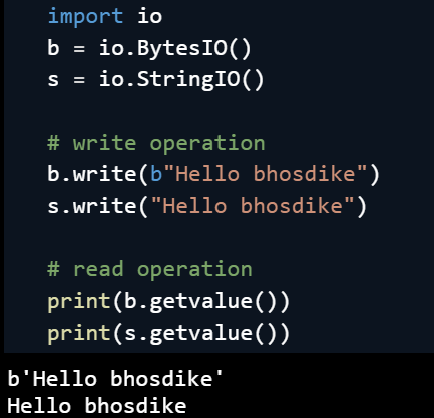 import io
b = io.BytesIO()
s = io.StringIO()
# write operation
b.write(b"Hello bhosdike")
s.write("Hello bhosdike")
# read operation
print(b.getvalue())
print(s.getvalue())
b'Hello bhosdike'
Hello bhosdike